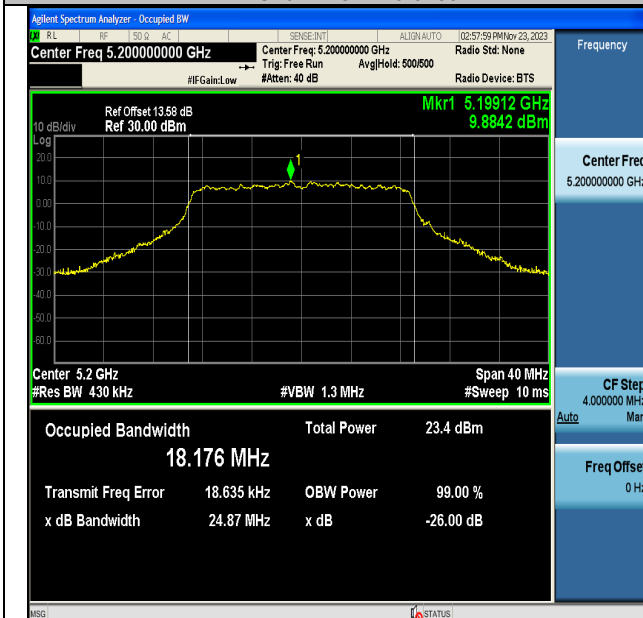 Agilent Spectrum Analyzer - Occupied BW
LXI RL RF 50 Ω AC SENSE:INT ALIGN AUTO 02:57:59 PM Nov 23, 2023
Center Freq 5.200000000 GHz
Center Freq: 5.200000000 GHz Radio Std: None
Trig: Free Run Avg|Hold: 500/500
#IFGain:Low #Atten: 40 dB Radio Device: BTS
Frequency
Ref Offset 13.58 dB
10 dB/div Ref 30.00 dBm
Mkr1 5.19912 GHz
9.8842 dBm
Log
20.0
10.0
0.00
-10.0
-20.0
-30.0
-40.0
-50.0
-60.0
1
Center 5.2 GHz Span 40 MHz
#Res BW 430 kHz #VBW 1.3 MHz #Sweep 10 ms
Center Freq
5.200000000 GHz
CF Step
4.000000 MHz
Auto Man
Freq Offset
0 Hz
Occupied Bandwidth Total Power 23.4 dBm
18.176 MHz
Transmit Freq Error 18.635 kHz OBW Power 99.00 %
x dB Bandwidth 24.87 MHz x dB -26.00 dB
MSG STATUS